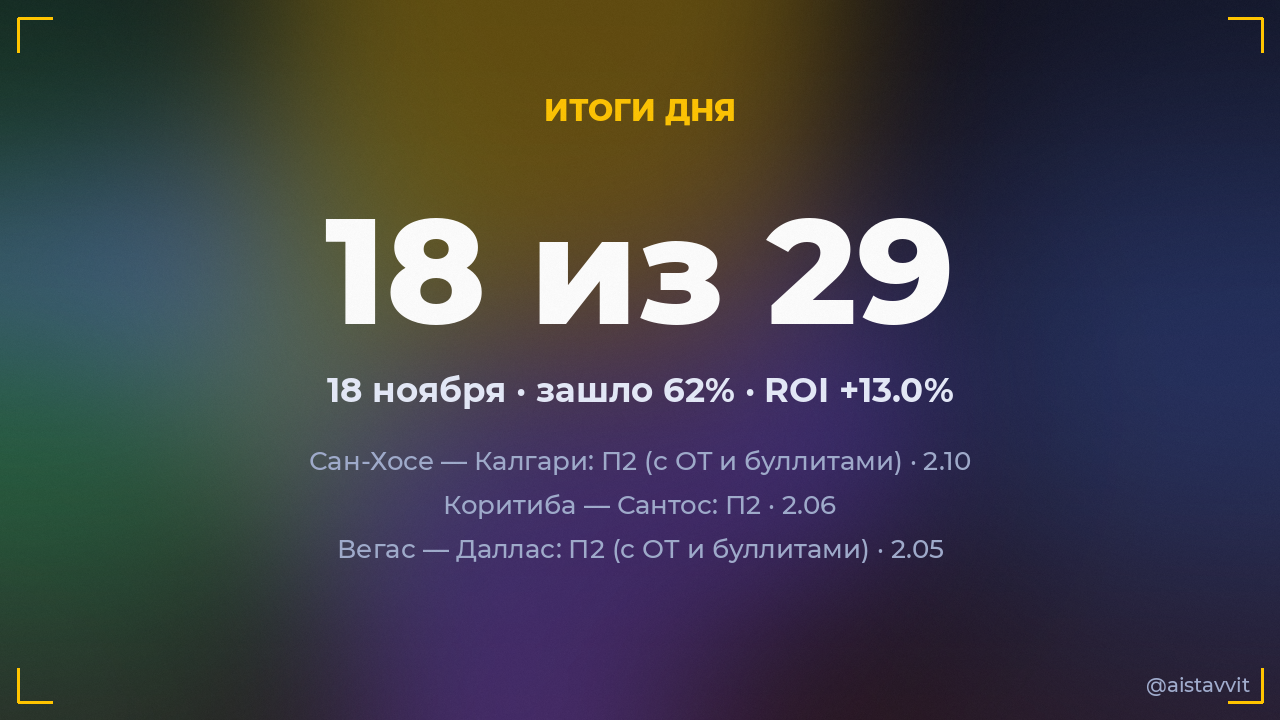 ИТОГИ ДНЯ
18 из 29
18 ноября · зашло 62% · ROI +13.0%
Сан-Хосе — Калгари: П2 (с ОТ и буллитами) · 2.10
Коритиба — Сантос: П2 · 2.06
Вегас — Даллас: П2 (с ОТ и буллитами) · 2.05
@aistavvit